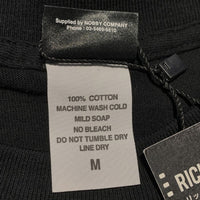 Supplied by NOBBY COMPANY
100% COTTON
MACHINE WASH COLD
MILD SOAP
NO BLEACH
DO NOT TUMBLE DRY
LINE DRY
M
RICH